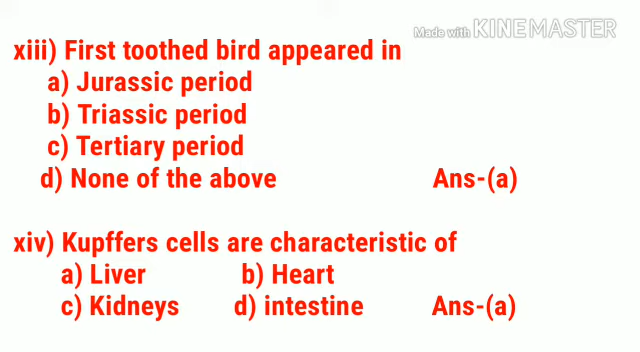 Made with KINEMASTER
xiii) First toothed bird appeared in
a) Jurassic period
b) Triassic period
c) Tertiary period
d) None of the above Ans-(a)
xiv) Kupffers cells are characteristic of
a) Liver b) Heart
c) Kidneys d) intestine Ans-(a)